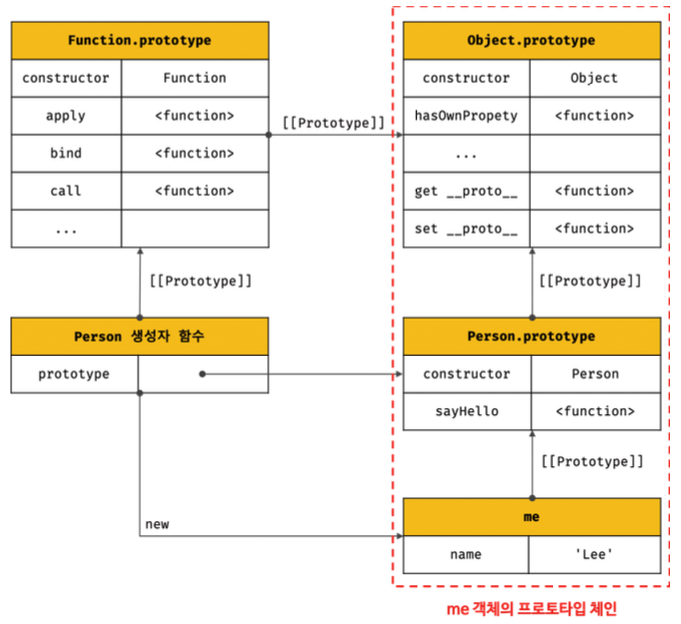 Function.prototype
constructor Function
apply <function>
bind <function>
call <function>
...
[[Prototype]]
Object.prototype
constructor Object
hasOwnPropety <function>
...
get __proto__ <function>
set __proto__ <function>
[[Prototype]]
[[Prototype]]
Person 생성자 함수
prototype
Person.prototype
constructor Person
sayHello <function>
[[Prototype]]
new
me
name 'Lee'
me 객체의 프로토타입 체인